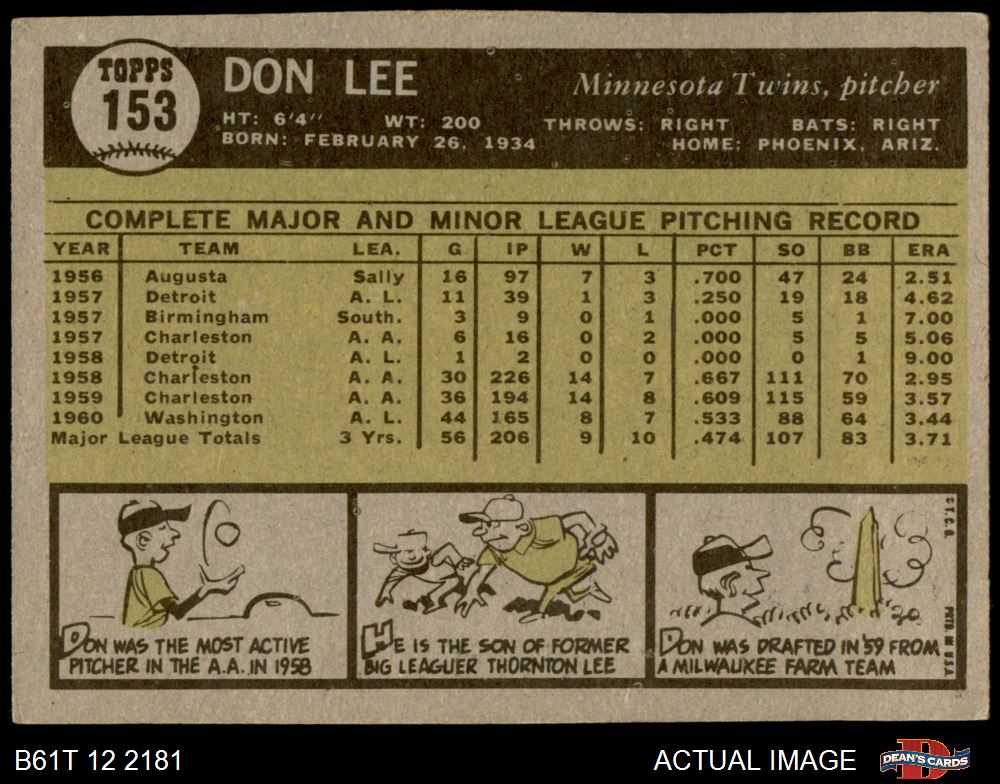 TOPPS
153
DON LEE
Minnesota Twins, pitcher
HT: 6'4" WT: 200 THROWS: RIGHT BATS: RIGHT
BORN: FEBRUARY 26, 1934 HOME: PHOENIX, ARIZ.
COMPLETE MAJOR AND MINOR LEAGUE PITCHING RECORD
YEAR TEAM LEA. G IP W L PCT SO BB ERA
1956 Augusta Sally 16 97 7 3 .700 47 24 2.51
1957 Detroit A. L. 11 39 1 3 .250 19 18 4.62
1957 Birmingham South. 3 9 0 1 .000 5 1 7.00
1957 Charleston A. A. 6 16 0 2 .000 5 5 5.06
1958 Detroit A. L. 1 2 0 0 .000 0 1 9.00
1958 Charleston A. A. 30 226 14 7 .667 111 70 2.95
1959 Charleston A. A. 36 194 14 8 .609 115 59 3.57
1960 Washington A. L. 44 165 8 7 .533 88 64 3.44
Major League Totals 3 Yrs. 56 206 9 10 .474 107 83 3.71
DON WAS THE MOST ACTIVE
PITCHER IN THE A.A. IN 1958
HE IS THE SON OF FORMER
BIG LEAGUER THORNTON LEE
DON WAS DRAFTED IN '59 FROM
A MILWAUKEE FARM TEAM
© T.C.G. PRTD IN U.S.A.
B61T 12 2181
ACTUAL IMAGE
DEAN'S CARDS